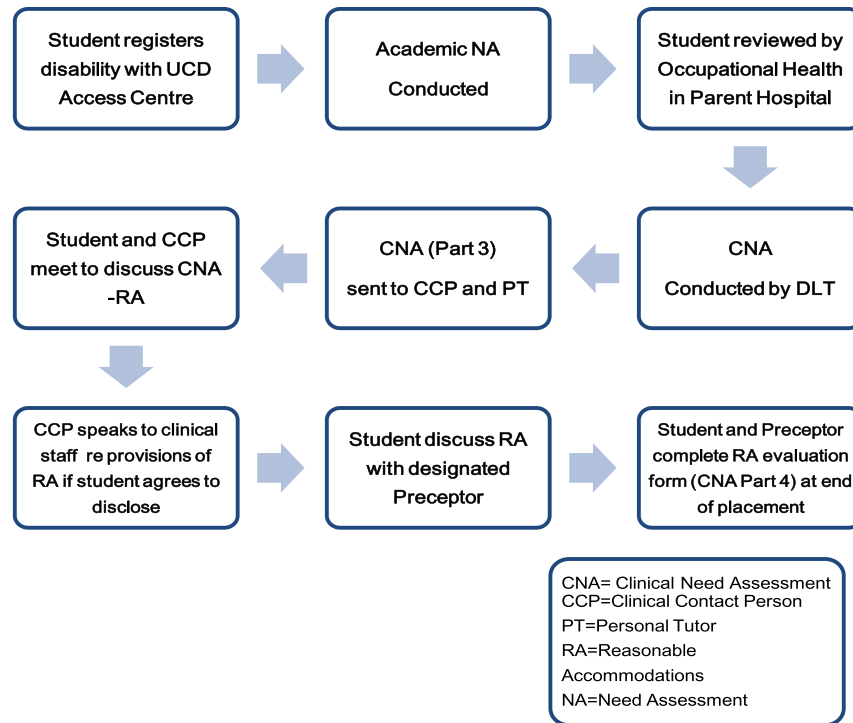 Student registers
disability with UCD
Access Centre
Academic NA
Conducted
Student reviewed by
Occupational Health
in Parent Hospital
Student and CCP
meet to discuss CNA
-RA
CNA (Part 3)
sent to CCP and PT
CNA
Conducted by DLT
CCP speaks to clinical
staff re provisions of
RA if student agrees to
disclose
Student discuss RA
with designated
Preceptor
Student and Preceptor
complete RA evaluation
form (CNA Part 4) at end
of placement
CNA= Clinical Need Assessment
CCP=Clinical Contact Person
PT=Personal Tutor
RA=Reasonable
Accommodations
NA=Need Assessment